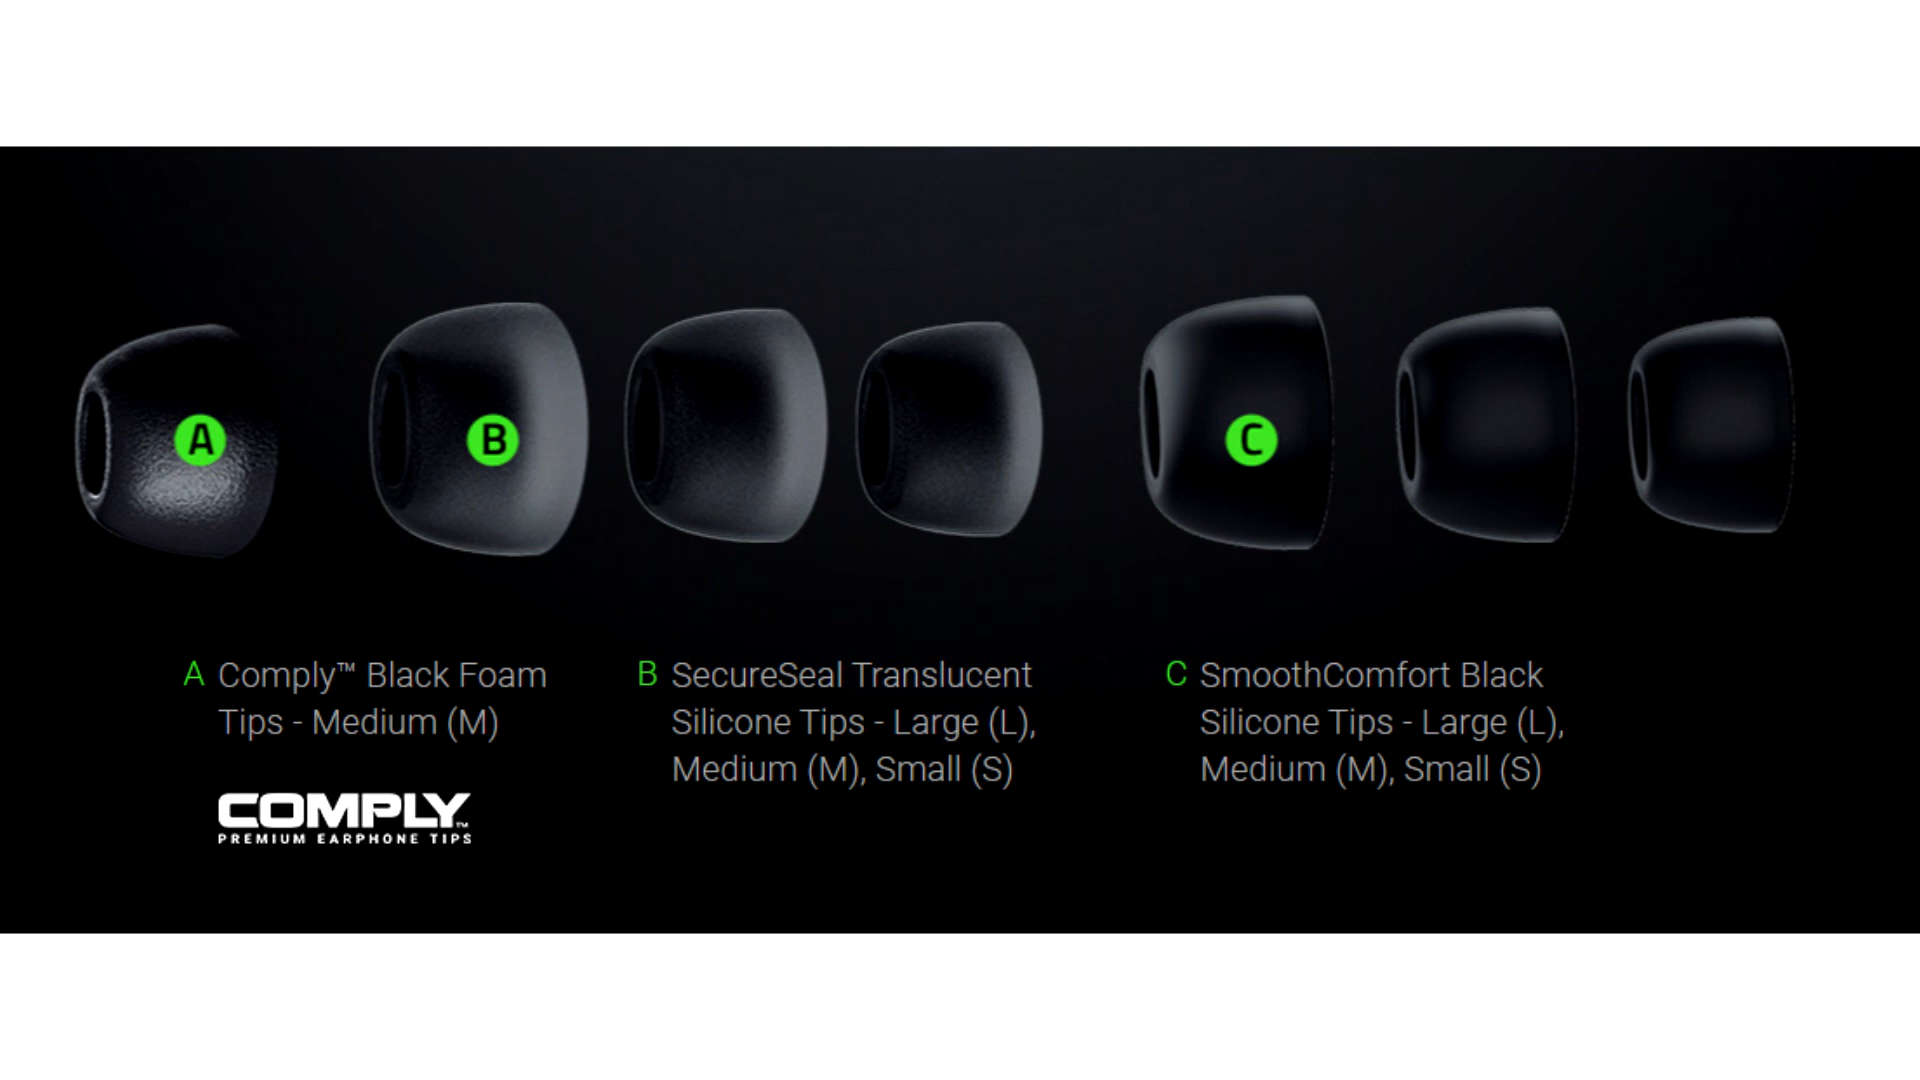 A
B
C
A Comply™ Black Foam
Tips - Medium (M)
COMPLY™
PREMIUM EARPHONE TIPS
B SecureSeal Translucent
Silicone Tips - Large (L),
Medium (M), Small (S)
C SmoothComfort Black
Silicone Tips - Large (L),
Medium (M), Small (S)